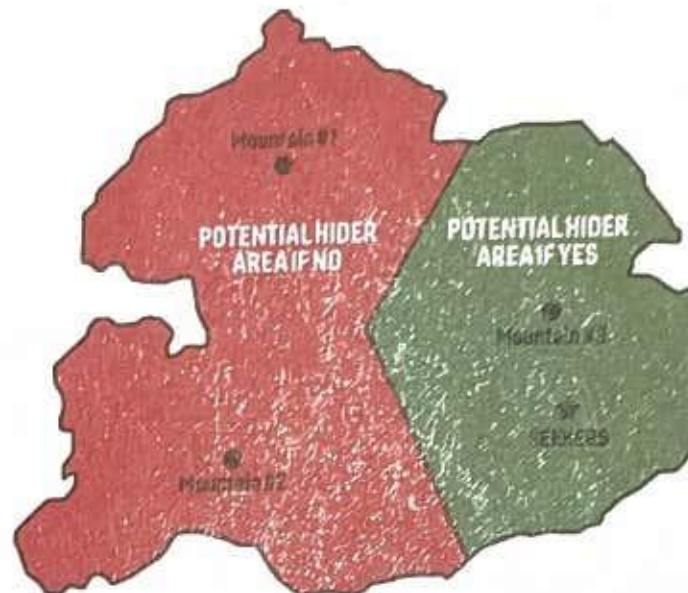 Mountain #1
POTENTIAL HIDER
AREA IF NO
POTENTIAL HIDER
AREA IF YES
Mountain #3
SEEKERS
Mountain #2